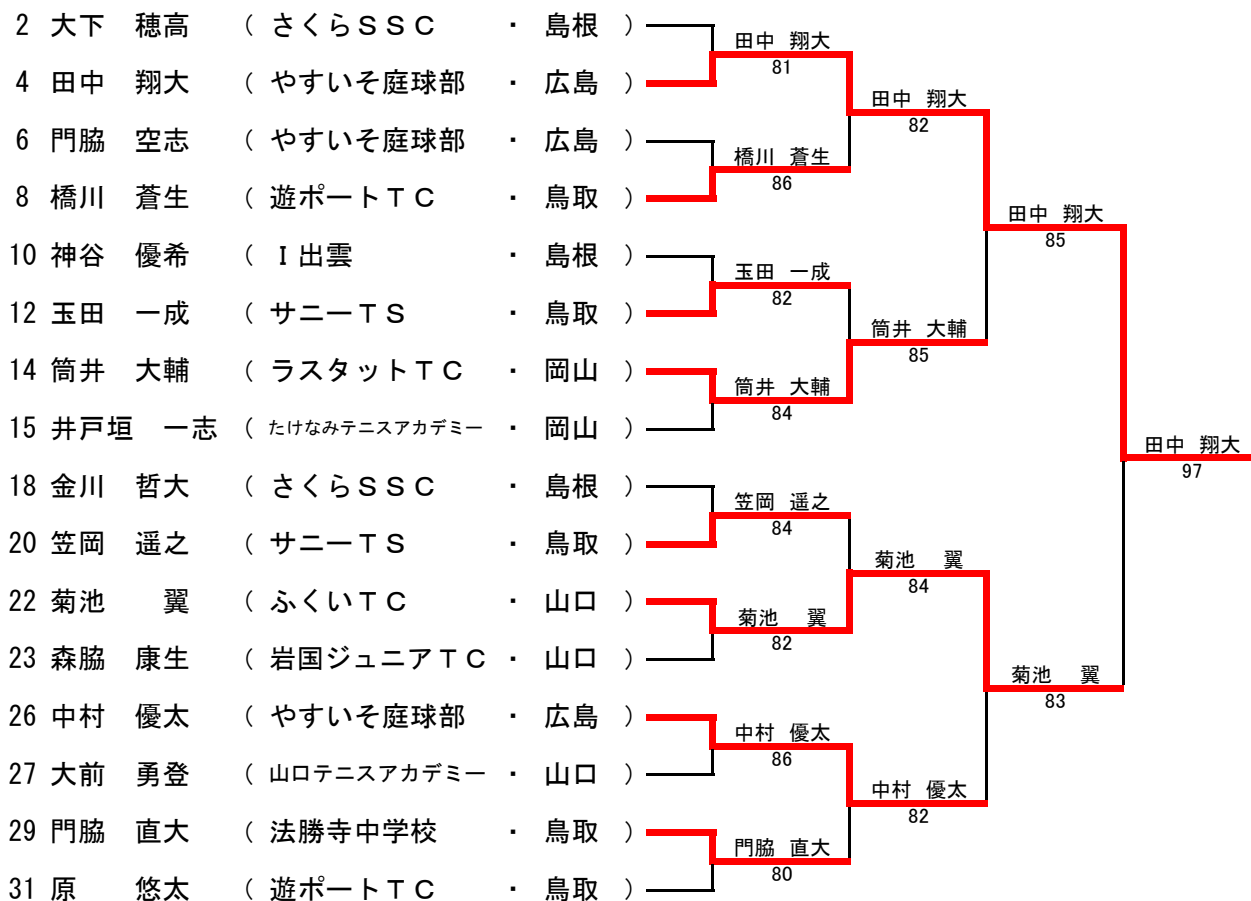 2 大下　穂高 （ さくらＳＳＣ ・ 島根 ）
4 田中　翔大 （ やすいそ庭球部 ・ 広島 ）
6 門脇　空志 （ やすいそ庭球部 ・ 広島 ）
8 橋川　蒼生 （ 遊ポートＴＣ ・ 鳥取 ）
10 神谷　優希 （ Ｉ出雲 ・ 島根 ）
12 玉田　一成 （ サニーＴＳ ・ 鳥取 ）
14 筒井　大輔 （ ラスタットＴＣ ・ 岡山 ）
15 井戸垣　一志 （ たけなみテニスアカデミー ・ 岡山 ）
18 金川　哲大 （ さくらＳＳＣ ・ 島根 ）
20 笠岡　遥之 （ サニーＴＳ ・ 鳥取 ）
22 菊池　　翼 （ ふくいＴＣ ・ 山口 ）
23 森脇　康生 （ 岩国ジュニアＴＣ ・ 山口 ）
26 中村　優太 （ やすいそ庭球部 ・ 広島 ）
27 大前　勇登 （ 山口テニスアカデミー ・ 山口 ）
29 門脇　直大 （ 法勝寺中学校 ・ 鳥取 ）
31 原　　悠太 （ 遊ポートＴＣ ・ 鳥取 ）
田中　翔大
81
橋川　蒼生
86
玉田　一成
82
筒井　大輔
84
笠岡　遥之
84
菊池　　翼
82
中村　優太
86
門脇　直大
80
田中　翔大
82
筒井　大輔
85
菊池　　翼
84
中村　優太
82
田中　翔大
85
菊池　　翼
83
田中　翔大
97